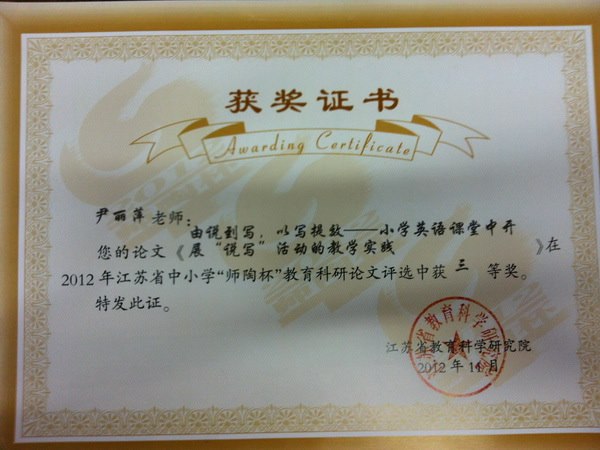 获奖证书
Awarding Certificate
尹丽萍 老师：
由说到写，以写提效——小学英语课堂中开
您的论文《展“说写”活动的教学实践》在
2012年江苏省中小学“师陶杯”教育科研论文评选中获 三 等奖。
特发此证。
江苏省教育科学研究院
2012年11月